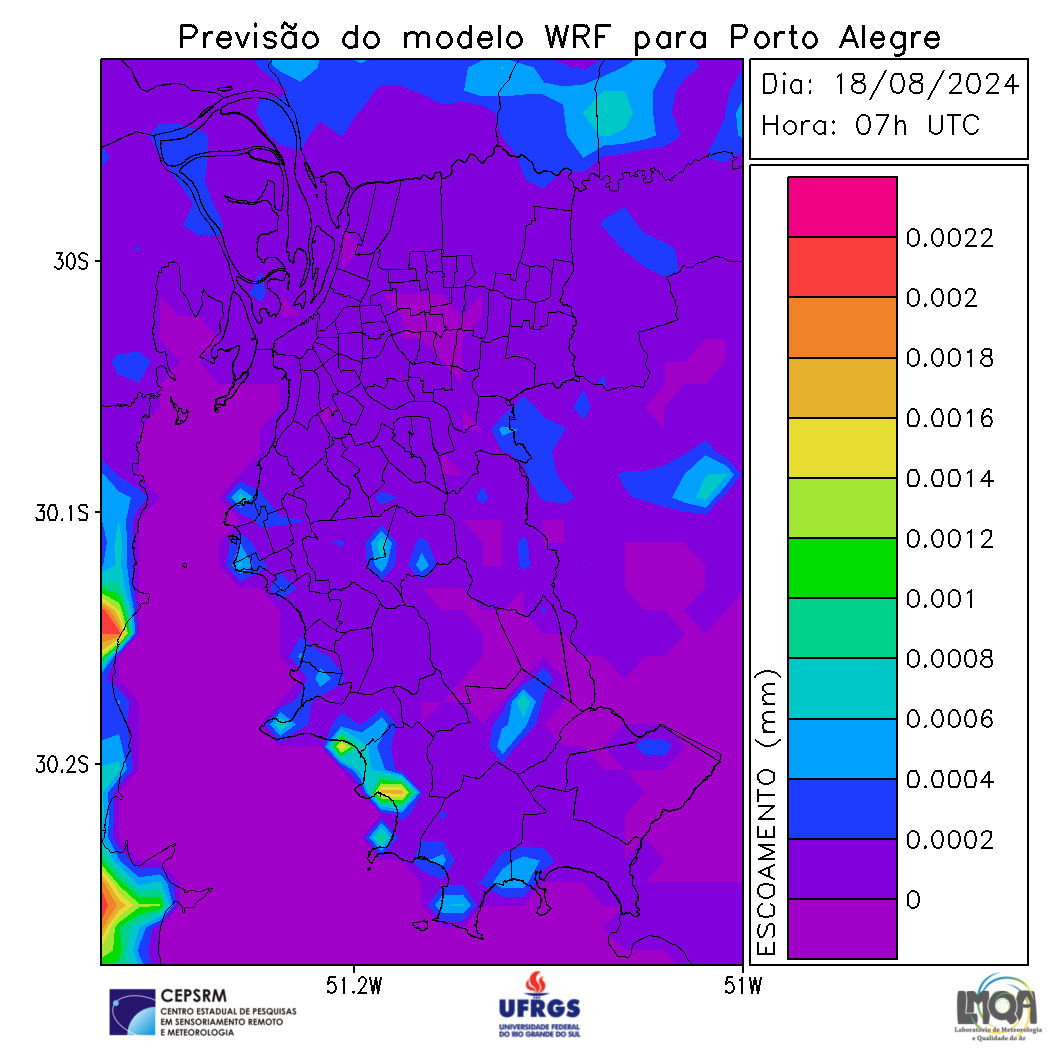 Previsão do modelo WRF para Porto Alegre
Dia: 18/08/2024
Hora: 07h UTC
0.0022
0.002
0.0018
0.0016
0.0014
0.0012
0.001
0.0008
0.0006
0.0004
0.0002
0
ESCOAMENTO (mm)
30S
30.1S
30.2S
51.2W
51W
CEPSRM
CENTRO ESTADUAL DE PESQUISAS
EM SENSORIAMENTO REMOTO
E METEOROLOGIA
UFRGS
UNIVERSIDADE FEDERAL
DO RIO GRANDE DO SUL
LMQA
Laboratório de Meteorologia
e Qualidade do Ar